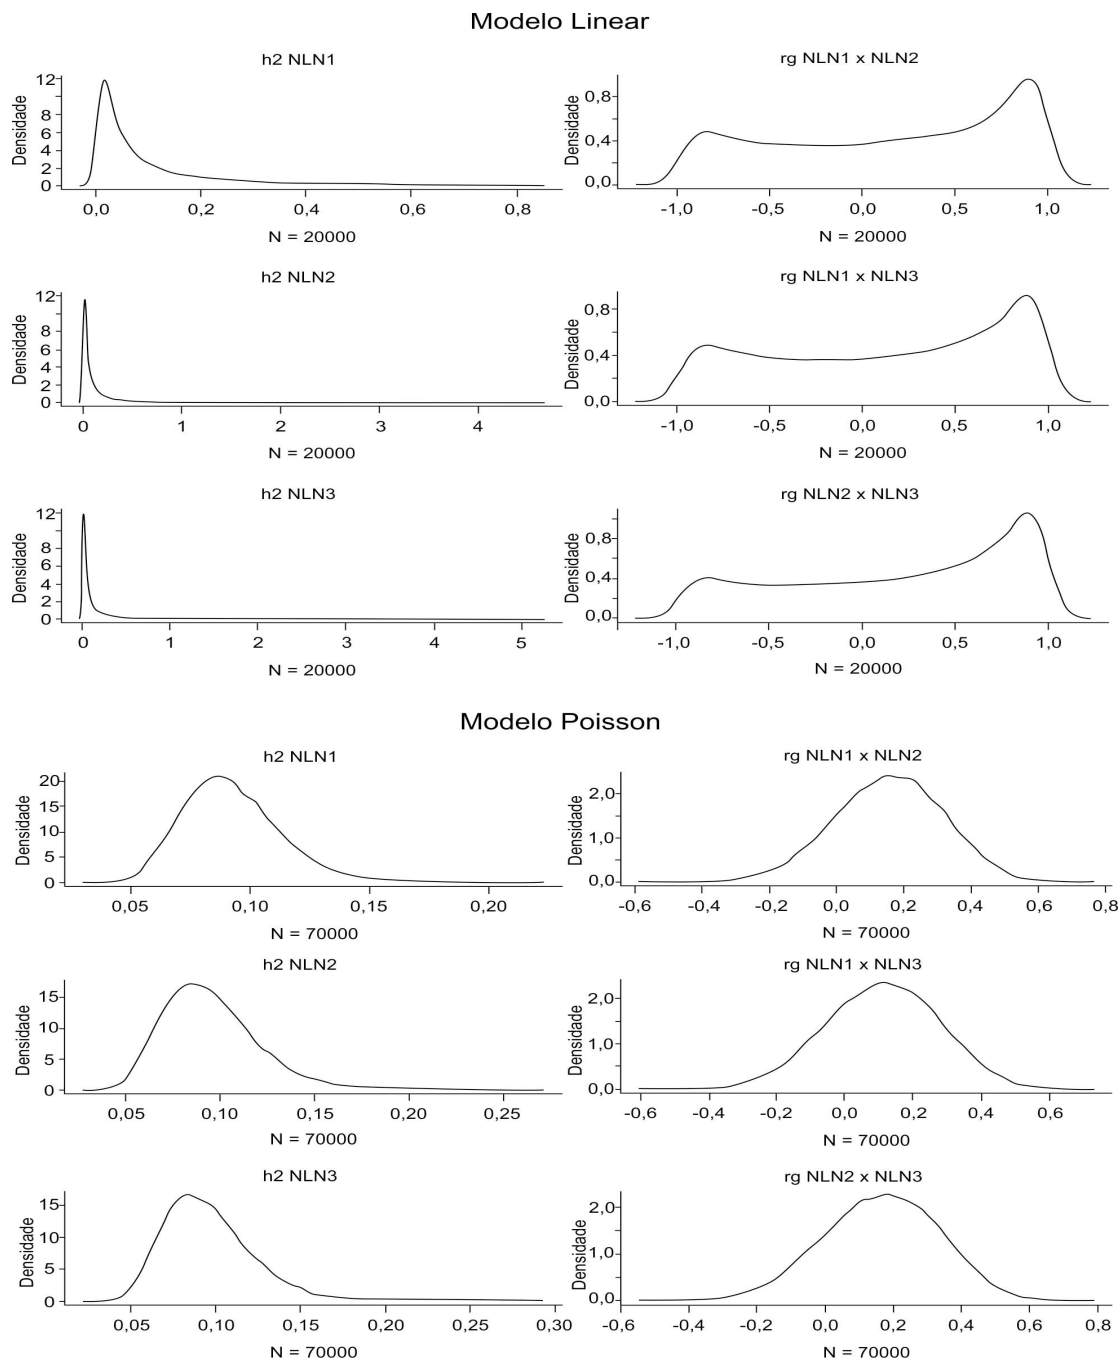 Modelo Linear
h2 NLN1
Densidade
12
8
6
4
2
0
0,0 0,2 0,4 0,6 0,8
N = 20000
rg NLN1 x NLN2
Densidade
0,8
0,4
0,0
-1,0 -0,5 0,0 0,5 1,0
N = 20000
h2 NLN2
Densidade
12
8
6
4
2
0
0 1 2 3 4
N = 20000
rg NLN1 x NLN3
Densidade
0,8
0,4
0,0
-1,0 -0,5 0,0 0,5 1,0
N = 20000
h2 NLN3
Densidade
12
8
6
4
2
0
0 1 2 3 4 5
N = 20000
rg NLN2 x NLN3
Densidade
0,8
0,4
0,0
-1,0 -0,5 0,0 0,5 1,0
N = 20000
Modelo Poisson
h2 NLN1
Densidade
20
15
10
5
0
0,05 0,10 0,15 0,20
N = 70000
rg NLN1 x NLN2
Densidade
2,0
1,0
0,0
-0,6 -0,4 -0,2 0,0 0,2 0,4 0,6 0,8
N = 70000
h2 NLN2
Densidade
15
10
5
0
0,05 0,10 0,15 0,20 0,25
N = 70000
rg NLN1 x NLN3
Densidade
2,0
1,0
0,0
-0,6 -0,4 -0,2 0,0 0,2 0,4 0,6
N = 70000
h2 NLN3
Densidade
15
10
5
0
0,05 0,10 0,15 0,20 0,25 0,30
N = 70000
rg NLN2 x NLN3
Densidade
2,0
1,0
0,0
-0,6 -0,4 -0,2 0,0 0,2 0,4 0,6 0,8
N = 70000